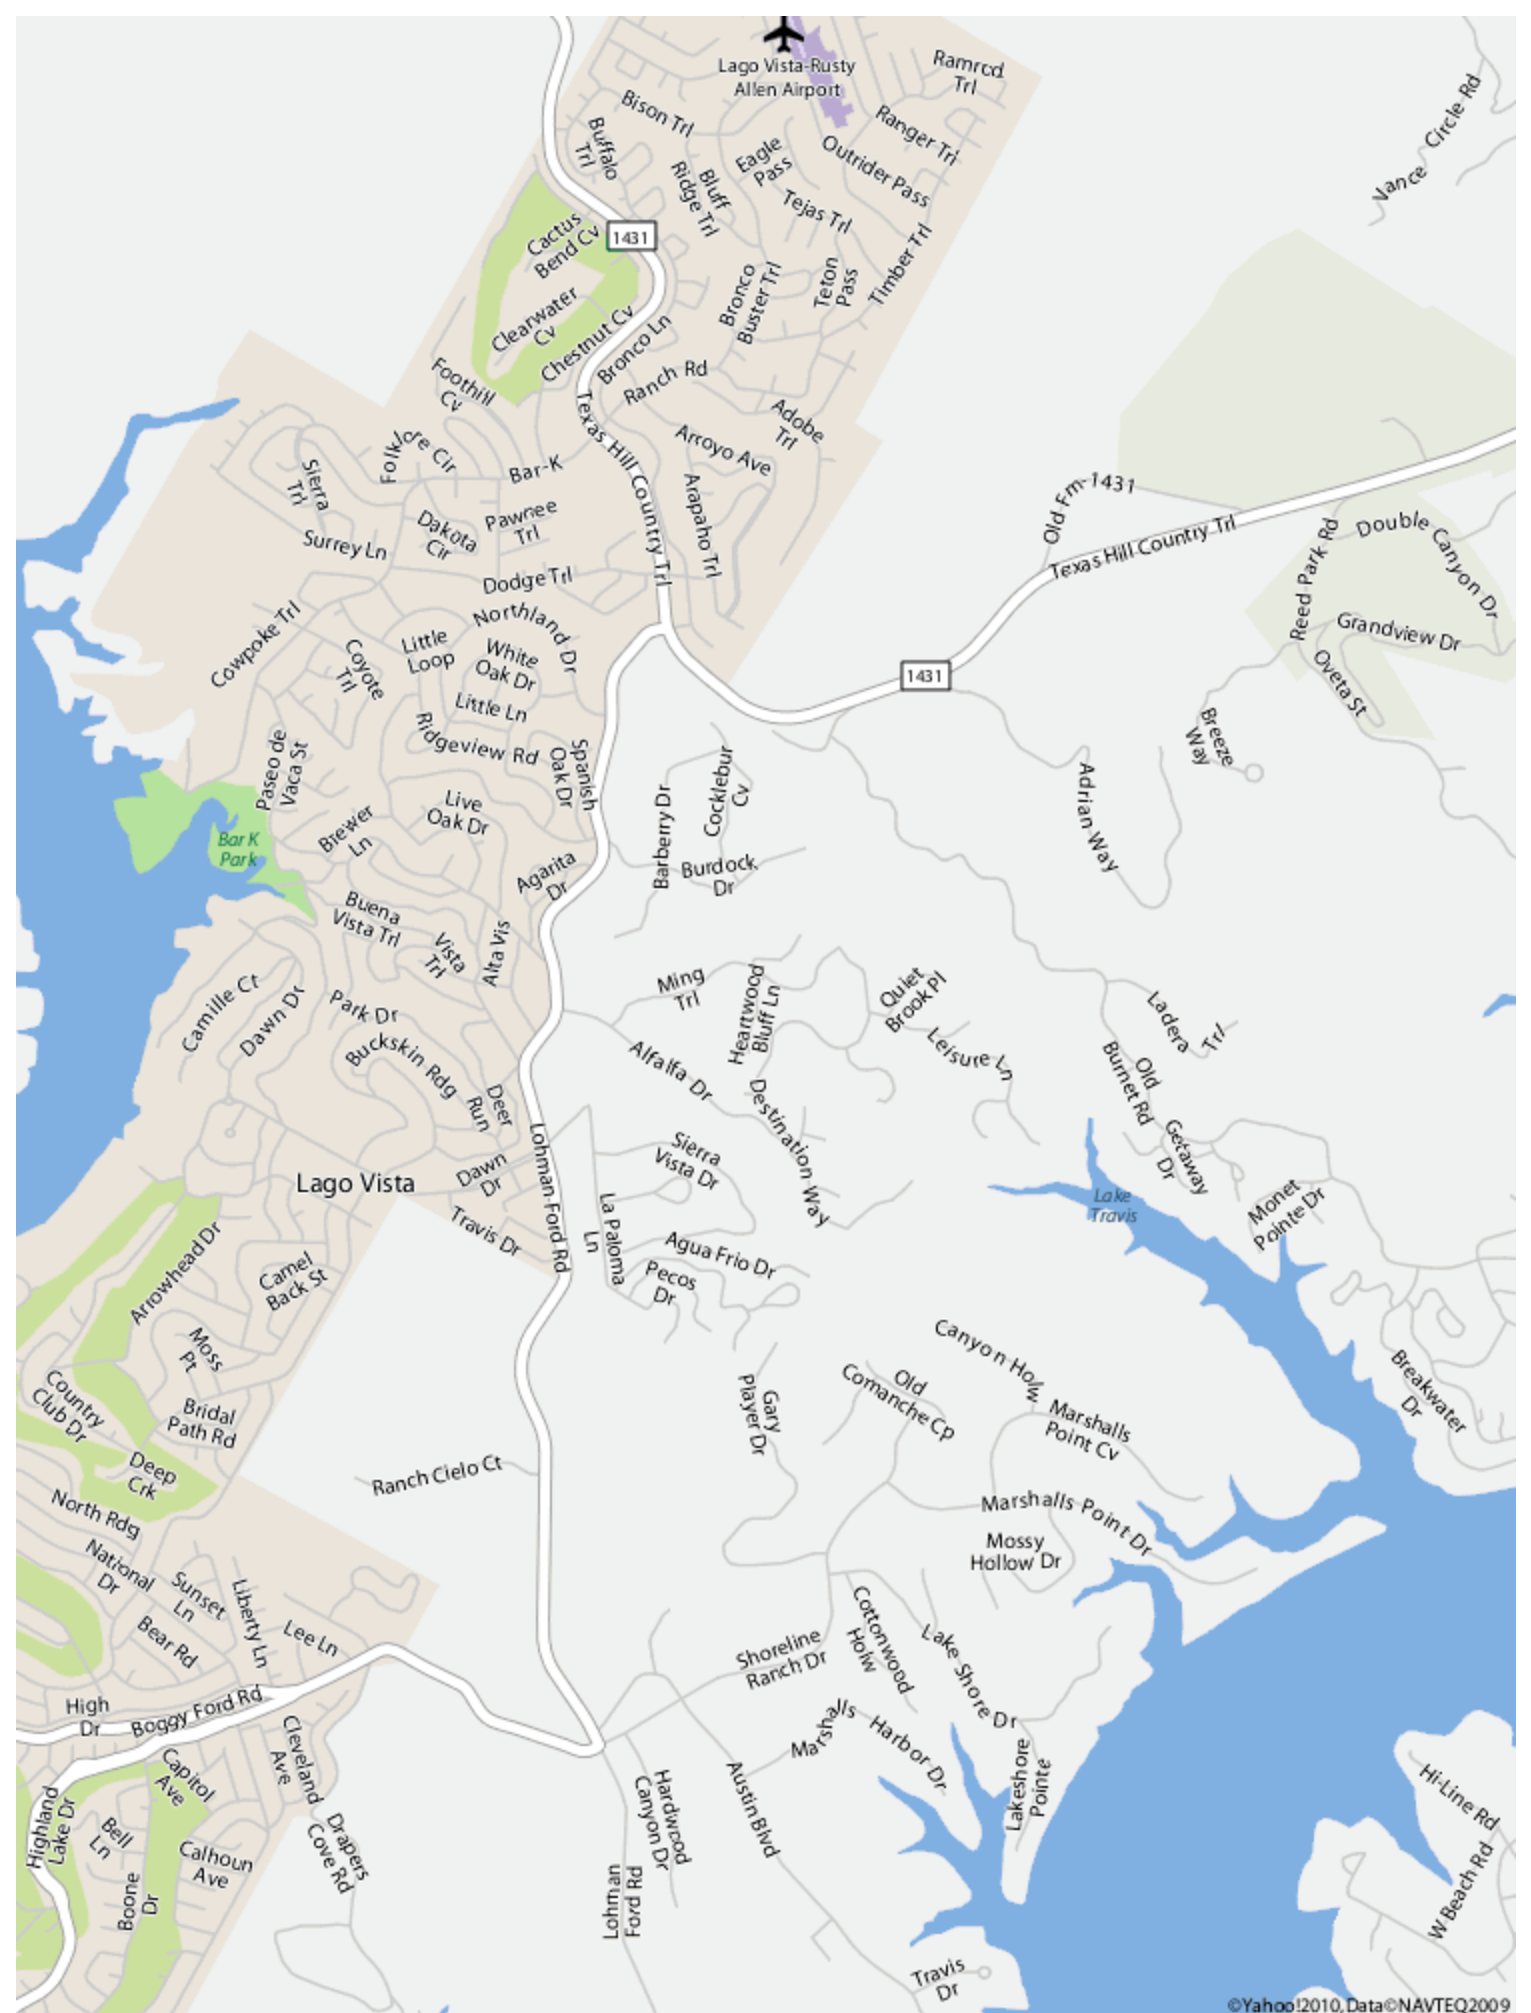 Lago Vista-Rusty
Allen Airport
Ramrod
Trl
Bison Trl
Buffalo
Trl
Ranger Trl
Nance Circle Rd
Eagle
Pass
Outrider Pass
Bluff
Ridge Trl
Tejas Trl
Cactus
Bend Cv
1431
Timber Trl
Teton
Pass
Bronco
Buster Trl
Clearwater
Cv
Chestnut Cv
Bronco Ln
Ranch Rd
Foothill
Cv
Adobe
Trl
Texas Hill Country Trl
Arroyo Ave
Folklore Cir
Bar-K
Sierra
Trl
Arapaho Trl
Old Fm-1431
Dakota
Cir
Pawnee
Trl
Texas Hill Country Trl
Reed Park Rd
Double Canyon Dr
Surrey Ln
Dodge Trl
Northland Dr
Grandview Dr
Cowpoke Trl
Little
Loop
Coyote
Trl
White
Oak Dr
1431
Oveta St
Little Ln
Ridgeview Rd
Breeze
Way
Paseo de
Vaca St
Spanish
Oak Dr
Cocklebur
Cv
Barberry Dr
Adrian Way
Live
Oak Dr
Brewer
Ln
Bar K
Park
Agarita
Dr
Burdock
Dr
Buena
Vista Trl
Vista
Trl
Alta Vis
Camille Ct
Dawn Dr
Park Dr
Ming
Trl
Heartwood
Bluff Ln
Quiet
Brook Pl
Leisure Ln
Ladera Trl
Buckskin Rdg
Alfalfa Dr
Old
Burnet Rd
Deer
Run
Destination Way
Getaway
Dr
Lohman Ford Rd
Sierra
Vista Dr
Lago Vista
Dawn
Dr
Lake
Travis
Monet
Pointe Dr
La Paloma
Ln
Travis Dr
Arrowhead Dr
Camel
Back St
Agua Frio Dr
Pecos
Dr
Moss
Pt
Canyon Holw
Old
Comanche Cp
Breakwater
Dr
Country
Club Dr
Gary
Player Dr
Bridal
Path Rd
Marshalls
Point Cv
Deep
Crk
Ranch Cielo Ct
North Rdg
Marshalls Point Dr
Mossy
Hollow Dr
National
Dr
Sunset
Ln
Liberty Ln
Lee Ln
Bear Rd
Cottonwood
Holw
Lake Shore Dr
Shoreline
Ranch Dr
High
Dr
Boggy Ford Rd
Marshalls Harbor Dr
Cleveland
Ave
Capitol
Ave
Lakeshore
Pointe
Hardwood
Canyon Dr
Austin Blvd
Hi-Line Rd
Highland
Lake Dr
Bell
Ln
Drapers
Cove Rd
Calhoun
Ave
Boone
Dr
Lohman
Ford Rd
W Beach Rd
Travis
Dr
©Yahoo!2010,Data©NAVTEQ2009